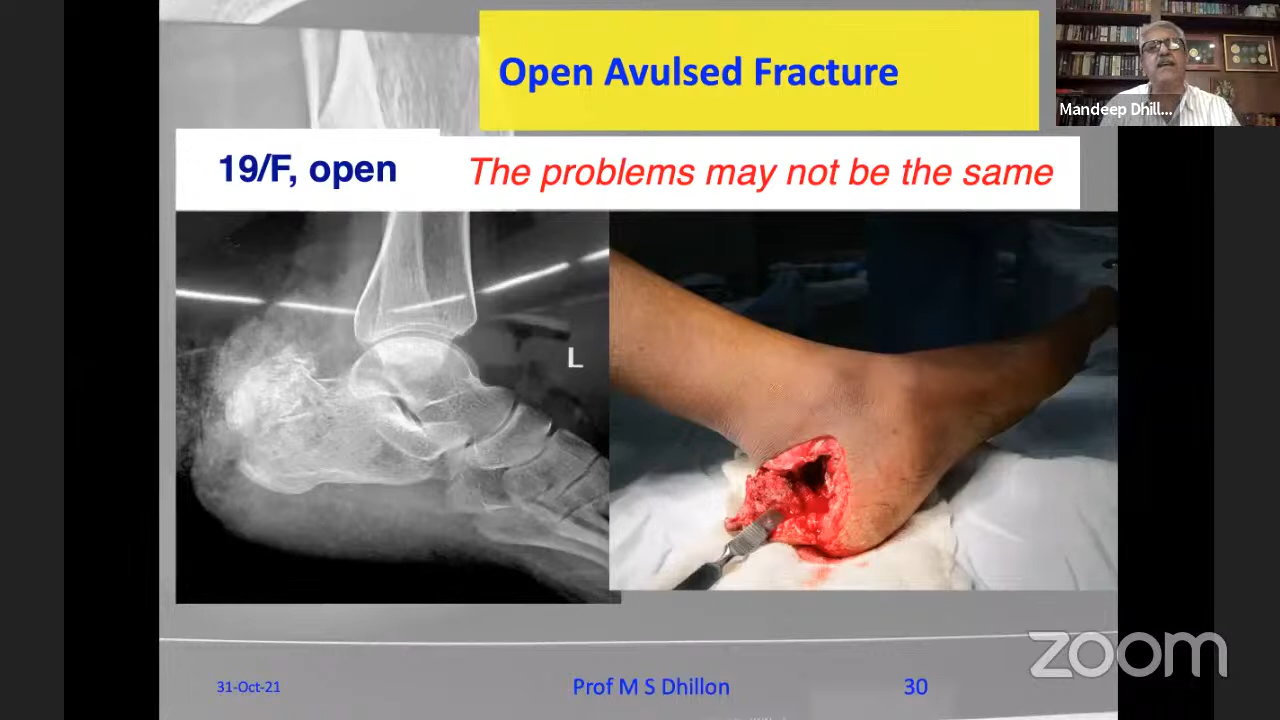 Open Avulsed Fracture
Mandeep Dhill...
19/F, open
The problems may not be the same
L
31-Oct-21
Prof M S Dhillon
30
zoom